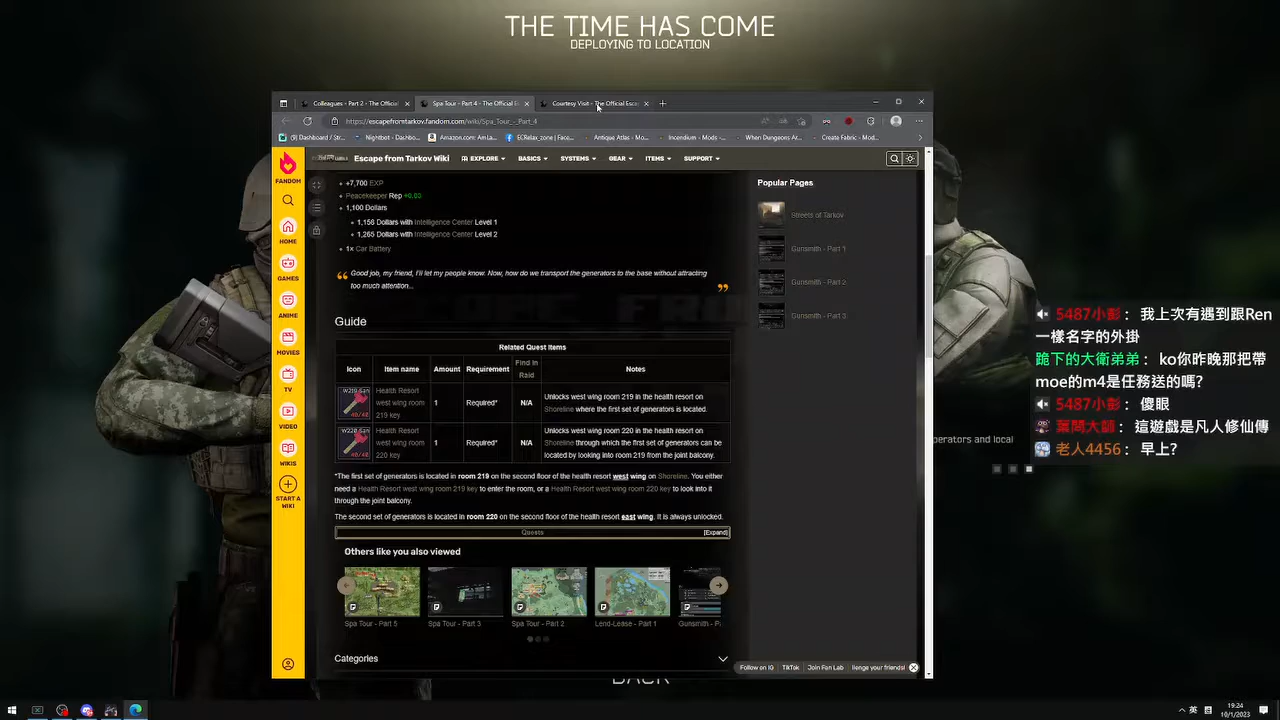 THE TIME HAS COME
DEPLOYING TO LOCATION
Colleagues - Part 2 - The Official
Spa Tour - Part 4 - The Official E
Courtesy Visit - The Official Esc
https://escapefromtarkov.fandom.com/wiki/Spa_Tour_-_Part_4
(9) Dashboard / Str...
Nightbot - Dashbo...
Amazon.com: Am La...
ECRelax_zone | Face...
Antique Atlas - Mo...
Incendium - Mods -...
When Dungeons Ar...
Create Fabric - Mod...
Escape from Tarkov Wiki
EXPLORE
BASICS
SYSTEMS
GEAR
ITEMS
SUPPORT
FANDOM
HOME
GAMES
ANIME
MOVIES
TV
VIDEO
WIKIS
START A
WIKI
+7,700 EXP
Peacekeeper Rep +0.03
1,100 Dollars
1,156 Dollars with Intelligence Center Level 1
1,265 Dollars with Intelligence Center Level 2
1x Car Battery
Good job, my friend, I'll let my people know. Now, how do we transport the generators to the base without attracting
too much attention...
Guide
Related Quest Items
Icon Item name Amount Requirement Find in Raid Notes
W219 San
40/40
Health Resort
west wing room
219 key
1
Required*
N/A
Unlocks west wing room 219 in the health resort on
Shoreline where the first set of generators is located.
W220 San
40/40
Health Resort
west wing room
220 key
1
Required*
N/A
Unlocks west wing room 220 in the health resort on
Shoreline through which the first set of generators can be
located by looking into room 219 from the joint balcony.
*The first set of generators is located in room 219 on the second floor of the health resort west wing on Shoreline. You either
need a Health Resort west wing room 219 key to enter the room, or a Health Resort west wing room 220 key to look into it
through the joint balcony.
The second set of generators is located in room 220 on the second floor of the health resort east wing. It is always unlocked.
Quests
[Expand]
Others like you also viewed
Spa Tour - Part 5
Spa Tour - Part 3
Spa Tour - Part 2
Lend-Lease - Part 1
Gunsmith - P
Categories
Popular Pages
Streets of Tarkov
Gunsmith - Part 1
Gunsmith - Part 2
Gunsmith - Part 3
Follow on IG
TikTok
Join Fan Lab
llenge your friends!
BACK
5487小彭: 我上次有遇到跟Ren
一樣名字的外掛
跪下的大衛弟弟: ko你昨晚那把帶
moe的m4是任務送的嗎?
5487小彭: 傻眼
葉問大師: 這遊戲是凡人修仙傳
perators and local
老人4456: 早上?
英
19:24
10/1/2023